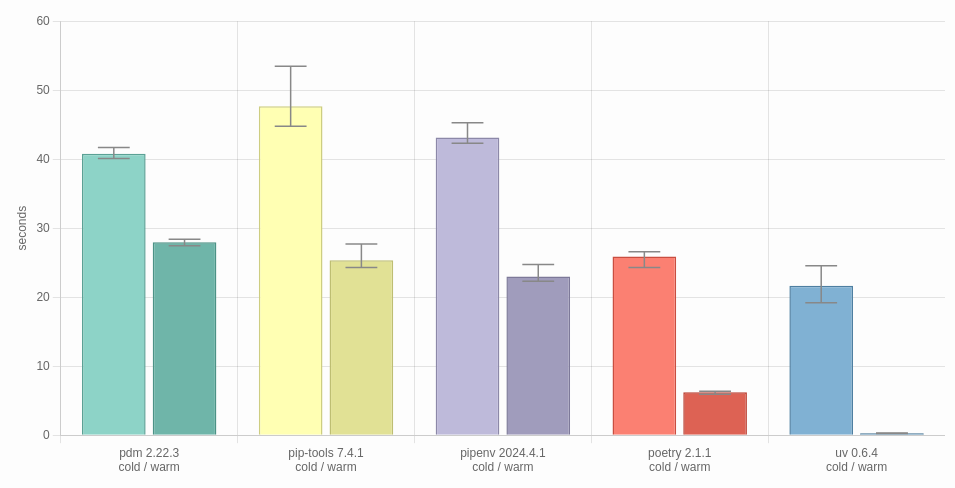 60
50
40
30
20
10
0
seconds
pdm 2.22.3
cold / warm
pip-tools 7.4.1
cold / warm
pipenv 2024.4.1
cold / warm
poetry 2.1.1
cold / warm
uv 0.6.4
cold / warm